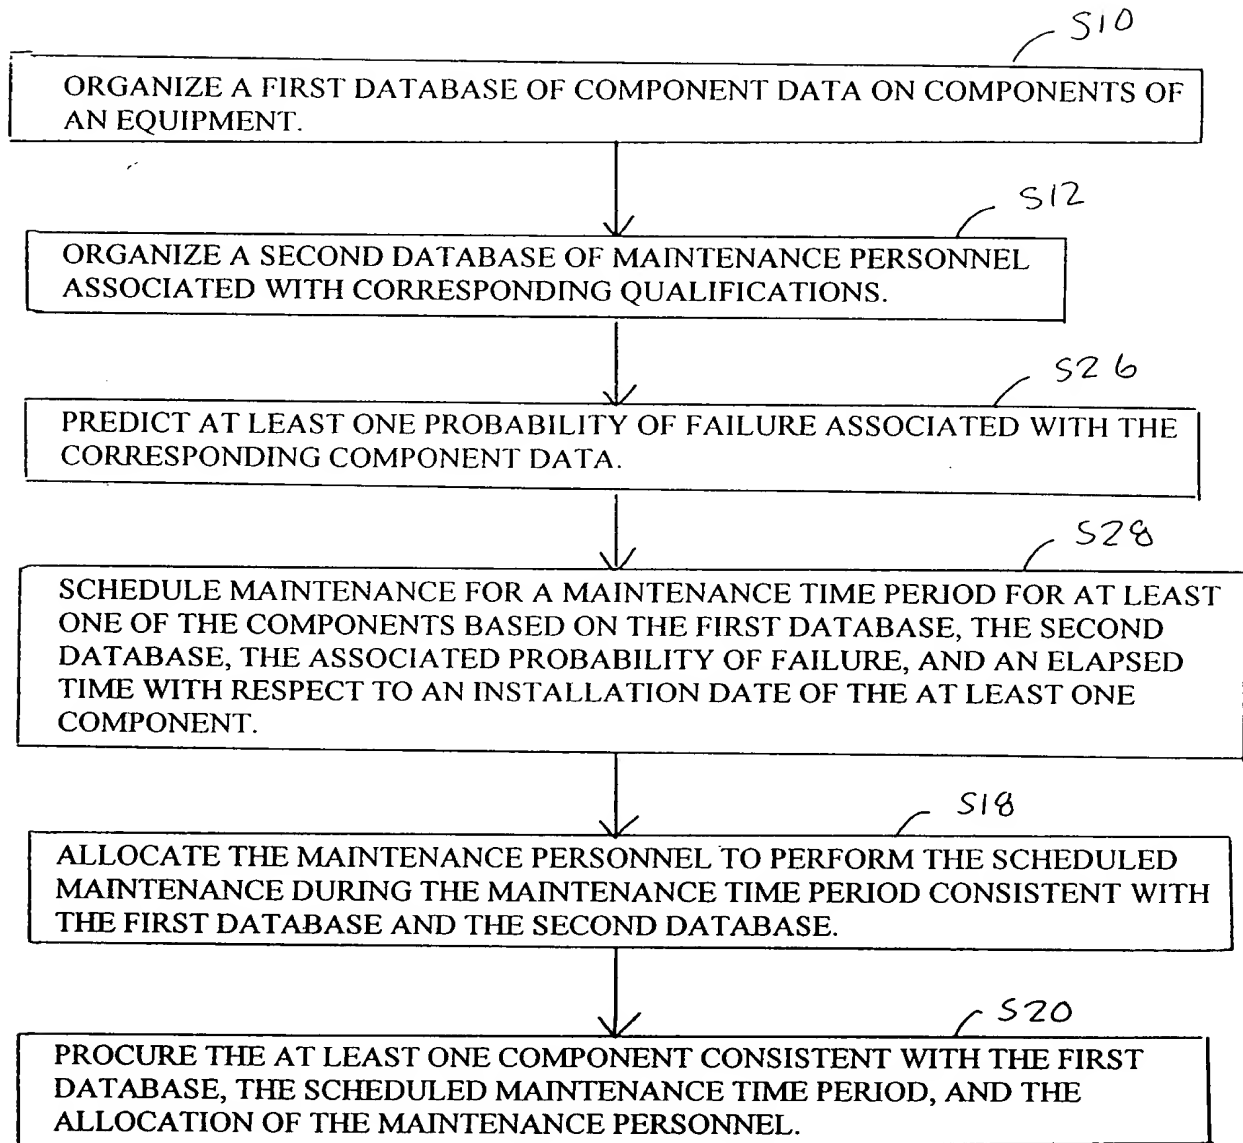 S10
ORGANIZE A FIRST DATABASE OF COMPONENT DATA ON COMPONENTS OF
AN EQUIPMENT.
S12
ORGANIZE A SECOND DATABASE OF MAINTENANCE PERSONNEL
ASSOCIATED WITH CORRESPONDING QUALIFICATIONS.
S26
PREDICT AT LEAST ONE PROBABILITY OF FAILURE ASSOCIATED WITH THE
CORRESPONDING COMPONENT DATA.
S28
SCHEDULE MAINTENANCE FOR A MAINTENANCE TIME PERIOD FOR AT LEAST
ONE OF THE COMPONENTS BASED ON THE FIRST DATABASE, THE SECOND
DATABASE, THE ASSOCIATED PROBABILITY OF FAILURE, AND AN ELAPSED
TIME WITH RESPECT TO AN INSTALLATION DATE OF THE AT LEAST ONE
COMPONENT.
S18
ALLOCATE THE MAINTENANCE PERSONNEL TO PERFORM THE SCHEDULED
MAINTENANCE DURING THE MAINTENANCE TIME PERIOD CONSISTENT WITH
THE FIRST DATABASE AND THE SECOND DATABASE.
S20
PROCURE THE AT LEAST ONE COMPONENT CONSISTENT WITH THE FIRST
DATABASE, THE SCHEDULED MAINTENANCE TIME PERIOD, AND THE
ALLOCATION OF THE MAINTENANCE PERSONNEL.